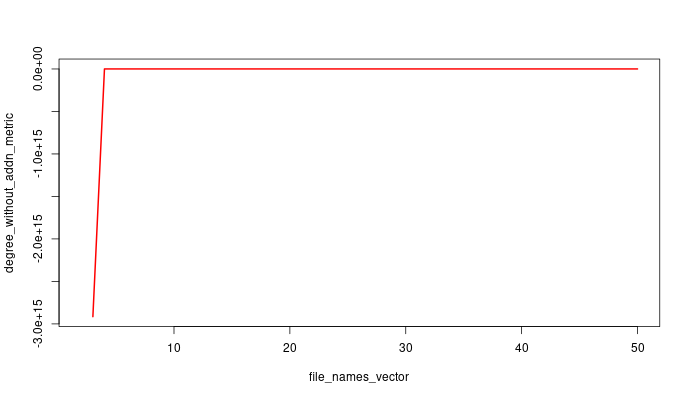 0.0e+00
-1.0e+15
-2.0e+15
-3.0e+15
degree_without_addn_metric
10 20 30 40 50
file_names_vector